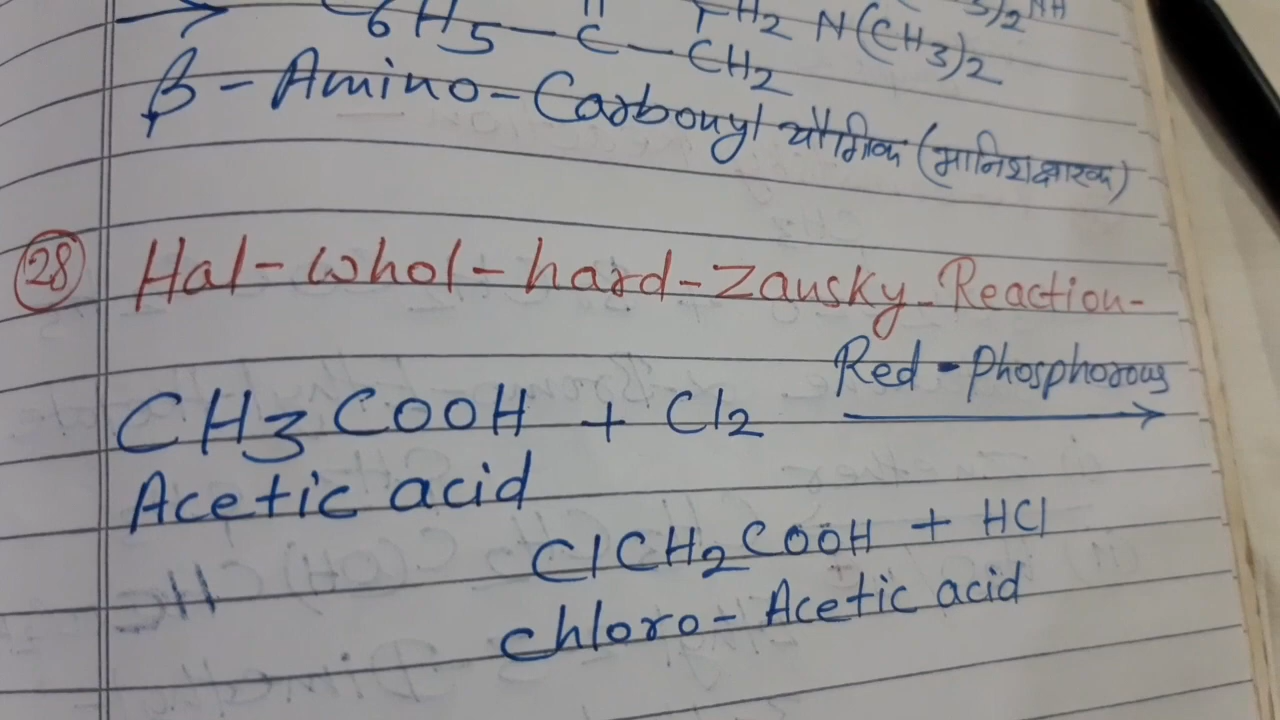 C6H5-C-CH2 N(CH3)2
β-Amino-Carbonyl यौगिक (मानिशक्षारक)
28 Hal-whol-hard-Zausky-Reaction-
CH3COOH + Cl2 Red-Phosphorous
Acetic acid
ClCH2COOH + HCl
Chloro-Acetic acid